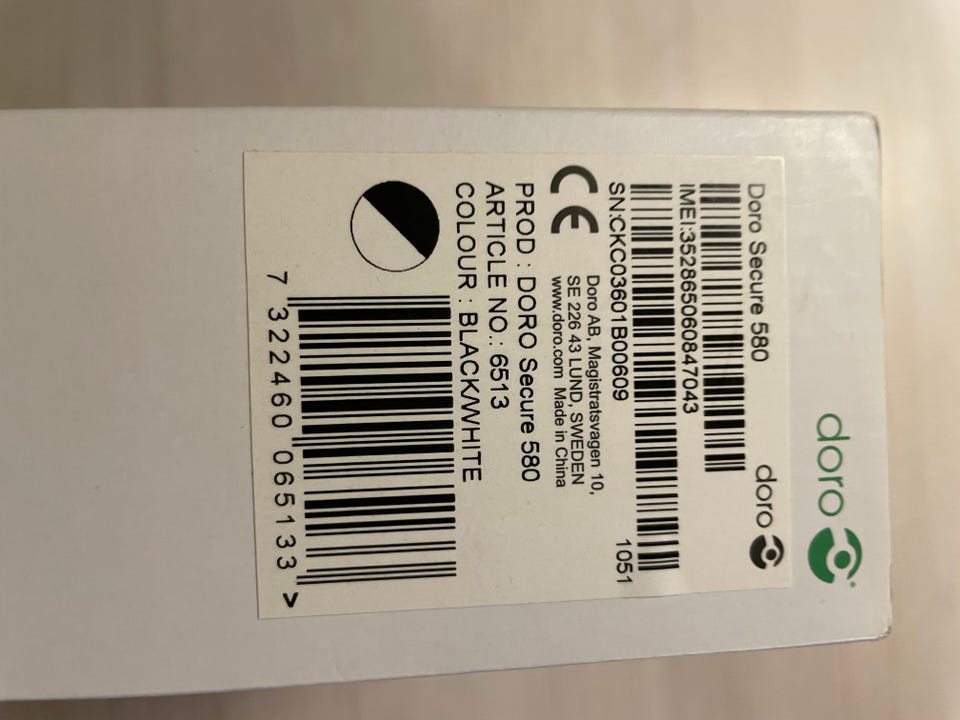 doro
Doro Secure 580
doro
IMEI:352865060847043
SN:CKC03601B00609
1051
CE
Doro AB, Magistratsvagen 10,
SE 226 43 LUND, SWEDEN
www.doro.com Made in China
PROD : DORO Secure 580
ARTICLE NO.: 6513
COLOUR : BLACK/WHITE
7 322460 065133 >